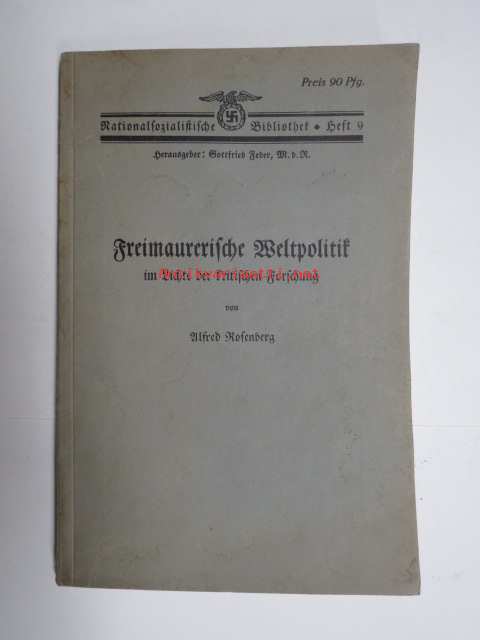 Preis 90 Pfg.
Nationalsozialistische Bibliothek • Heft 9
Herausgeber: Gottfried Feder, M. d. R.
Freimaurerische Weltpolitik
im Lichte der kritischen Forschung
von
Alfred Rosenberg